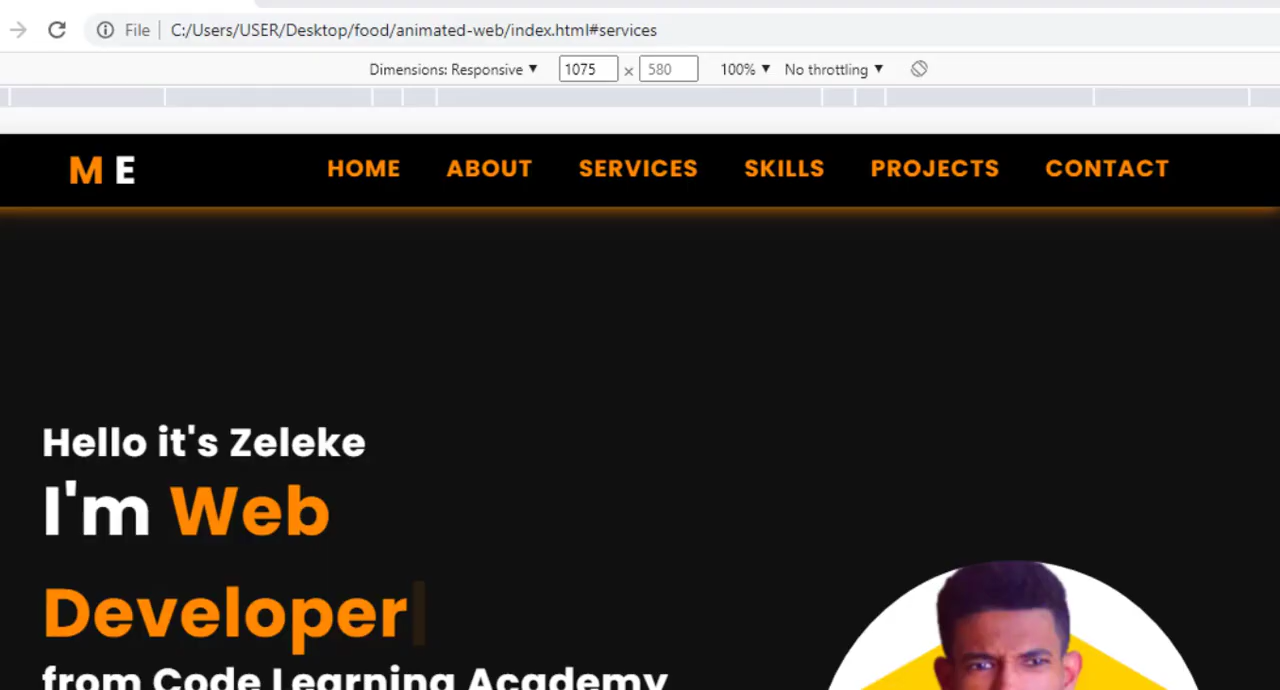 File | C:/Users/USER/Desktop/food/animated-web/index.html#services
Dimensions: Responsive ▼ 1075 × 580 100% ▼ No throttling ▼
M E HOME ABOUT SERVICES SKILLS PROJECTS CONTACT
Hello it's Zeleke
I'm Web
Developer
from Code Learning Academy